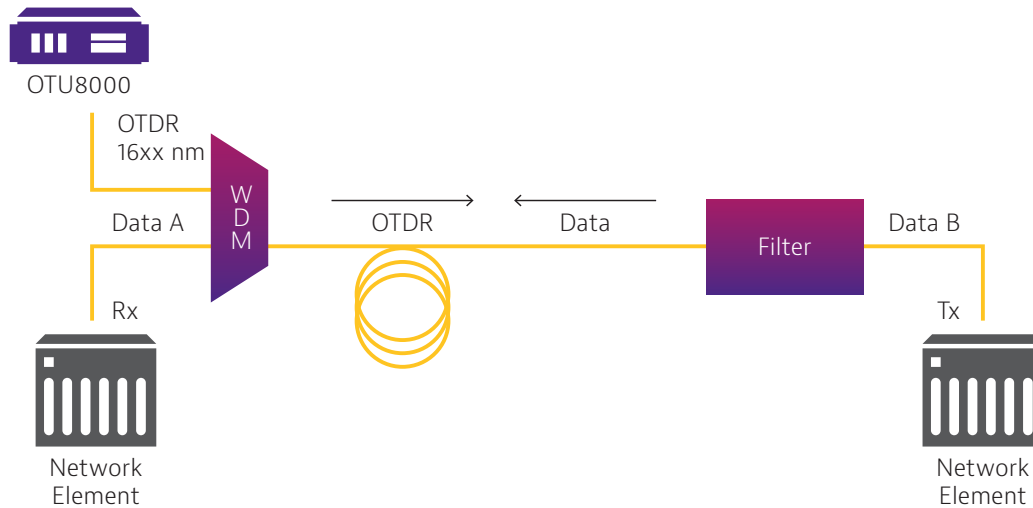 OTU8000
OTDR
16xx nm
WDM
Data A
OTDR
Data
Filter
Data B
Rx
Tx
Network
Element
Network
Element